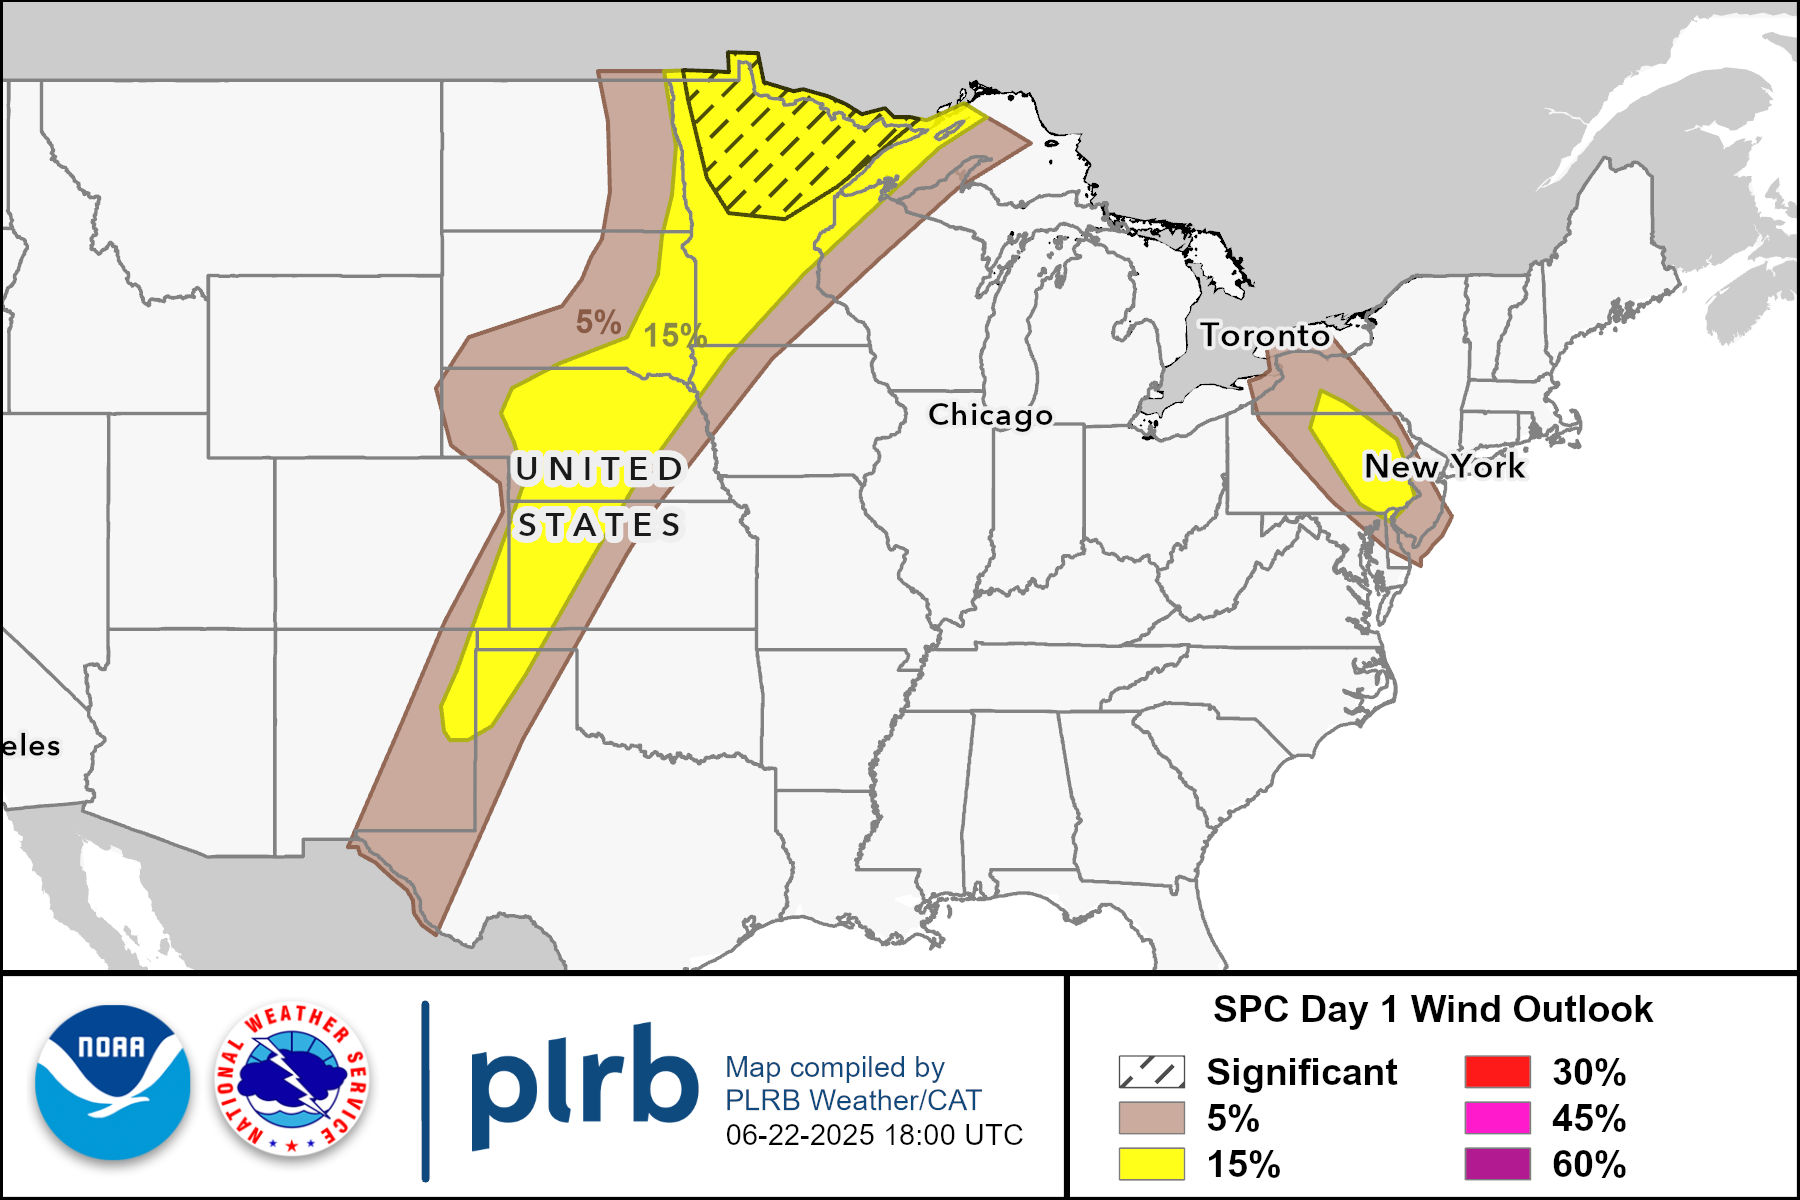 5%
15%
Toronto
Chicago
New York
UNITED
STATES
eles
NOAA
NATIONAL WEATHER SERVICE
plrb
Map compiled by
PLRB Weather/CAT
06-22-2025 18:00 UTC
SPC Day 1 Wind Outlook
Significant
5%
15%
30%
45%
60%